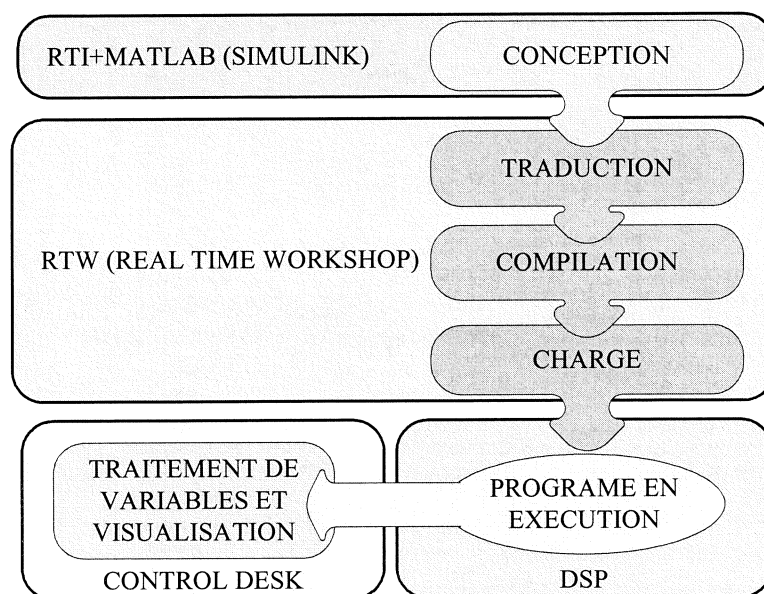 RTI+MATLAB (SIMULINK)
CONCEPTION
TRADUCTION
RTW (REAL TIME WORKSHOP)
COMPILATION
CHARGE
TRAITEMENT DE
VARIABLES ET
VISUALISATION
CONTROL DESK
PROGRAME EN
EXECUTION
DSP